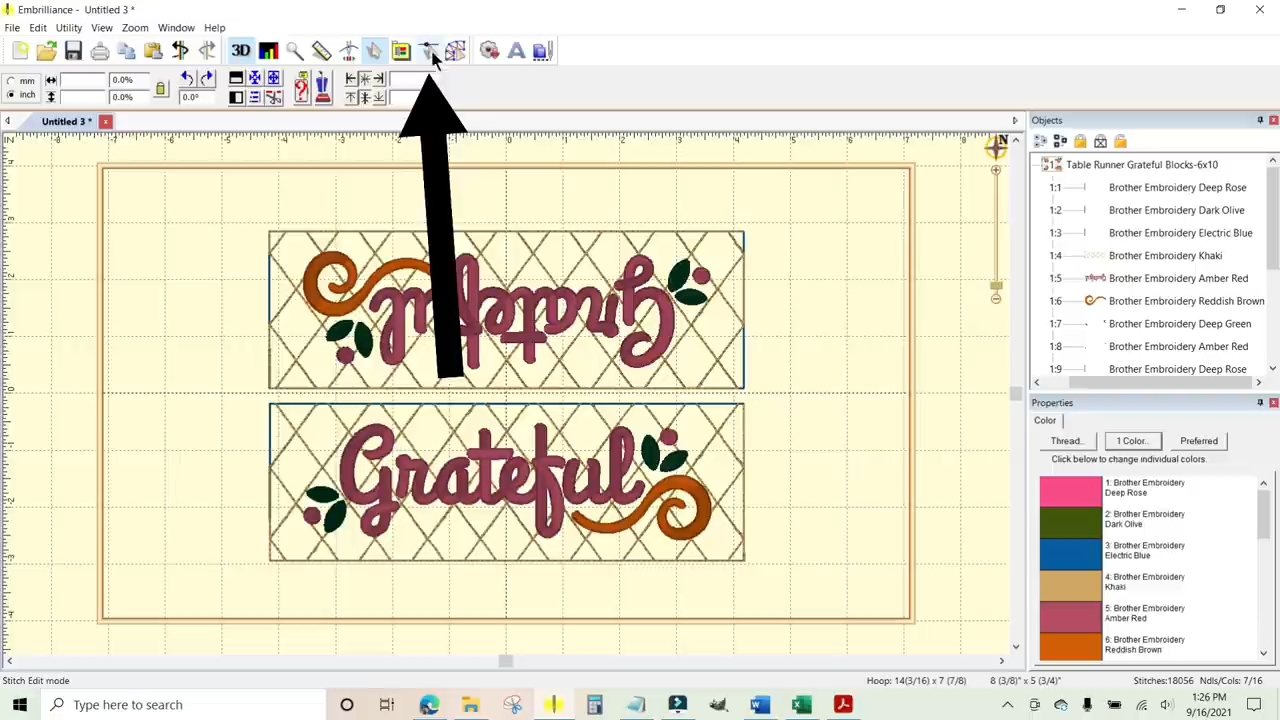 Embrilliance - Untitled 3 *
File Edit Utility View Zoom Window Help
3D A
mm 0.0%
inch 0.0% 0.0°
Untitled 3 *
Objects
Table Runner Grateful Blocks-6x10
1:1 Brother Embroidery Deep Rose
1:2 Brother Embroidery Dark Olive
1:3 Brother Embroidery Electric Blue
1:4 Brother Embroidery Khaki
1:5 Brother Embroidery Amber Red
1:6 Brother Embroidery Reddish Brown
1:7 Brother Embroidery Deep Green
1:8 Brother Embroidery Amber Red
1:9 Brother Embroidery Deep Rose
Grateful
Grateful
Properties
Color
Thread.. 1 Color.. Preferred
Click below to change individual colors.
1: Brother Embroidery
Deep Rose
2: Brother Embroidery
Dark Olive
3: Brother Embroidery
Electric Blue
4: Brother Embroidery
Khaki
5: Brother Embroidery
Amber Red
6: Brother Embroidery
Reddish Brown
Stitch Edit mode Hoop: 14(3/16) x 7 (7/8) 8 (3/8)" x 5 (3/4)" Stitches:18056 Ndls/Cols: 7/16
Type here to search
1:26 PM
9/16/2021